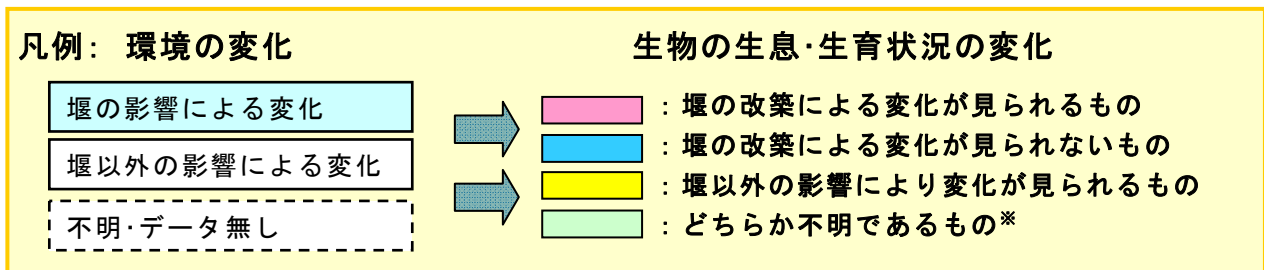 凡例： 環境の変化
生物の生息･生育状況の変化
堰の影響による変化
堰以外の影響による変化
不明･データ無し
：堰の改築による変化が見られるもの
：堰の改築による変化が見られないもの
：堰以外の影響により変化が見られるもの
：どちらか不明であるもの※